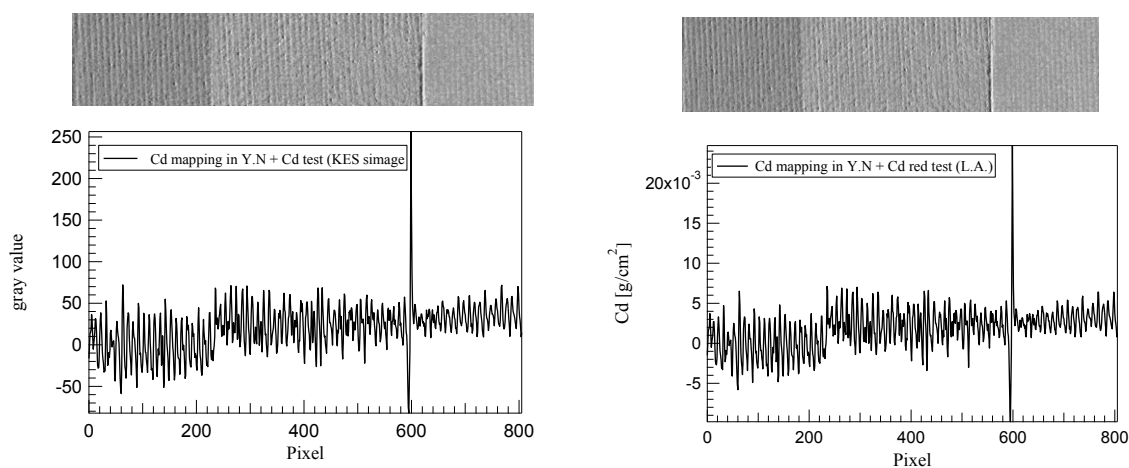 250
200
150
100
50
0
-50
gray value
Cd mapping in Y.N + Cd test (KES simage
0 200 400 600 800
Pixel
20x10-3
15
10
5
0
-5
Cd [g/cm2]
Cd mapping in Y.N + Cd red test (L.A.)
0 200 400 600 800
Pixel